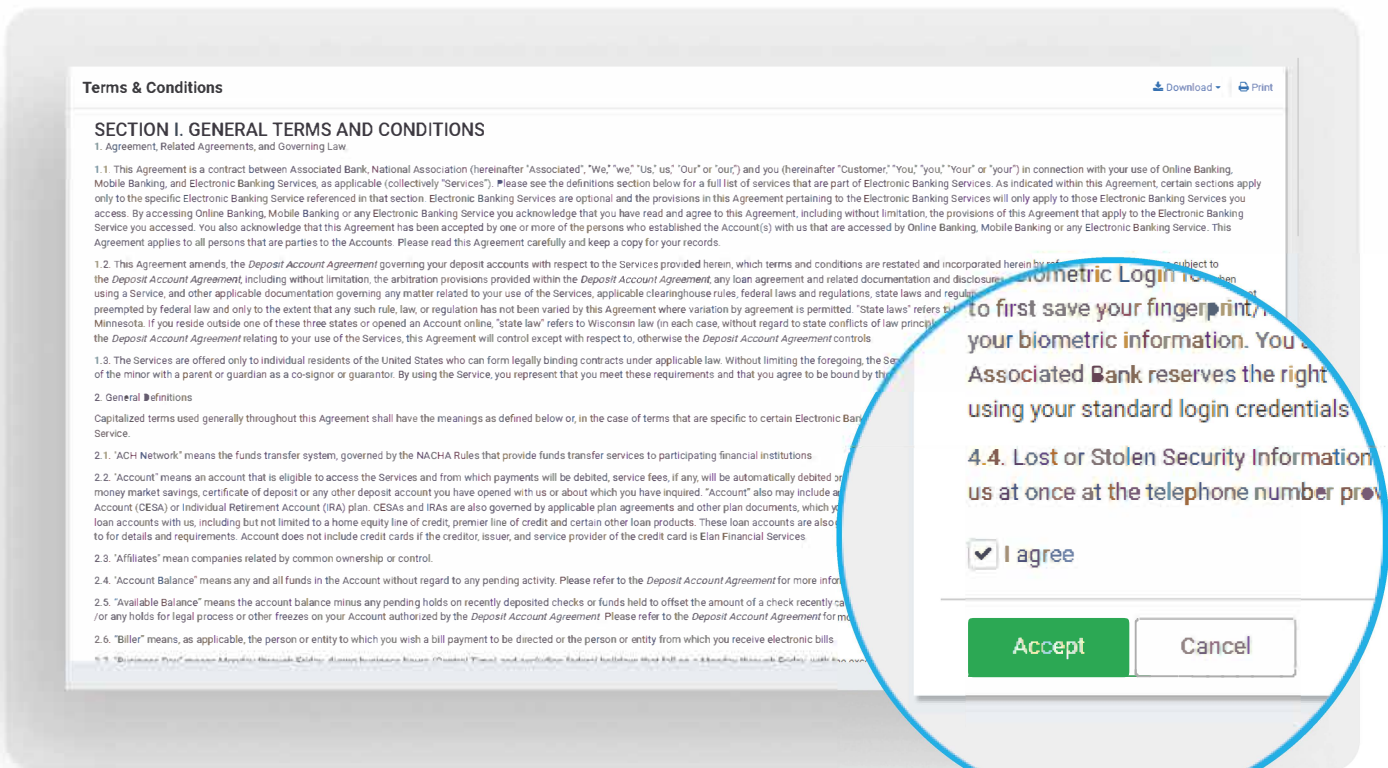 Terms & Conditions
Download
Print
SECTION I. GENERAL TERMS AND CONDITIONS
1. Agreement, Related Agreements, and Governing Law.
1.1. This Agreement is a contract between Associated Bank, National Association (hereinafter "Associated", "We," "we," "Us," us," "Our" or "our,") and you (hereinafter "Customer," "You," "you," "Your" or "your") in connection with your use of Online Banking,
Mobile Banking, and Electronic Banking Services, as applicable (collectively "Services"). Please see the definitions section below for a full list of services that are part of Electronic Banking Services. As indicated within this Agreement, certain sections apply
only to the specific Electronic Banking Service referenced in that section. Electronic Banking Services are optional and the provisions in this Agreement pertaining to the Electronic Banking Services will only apply to those Electronic Banking Services you
access. By accessing Online Banking, Mobile Banking or any Electronic Banking Service you acknowledge that you have read and agree to this Agreement, including without limitation, the provisions of this Agreement that apply to the Electronic Banking
Service you accessed. You also acknowledge that this Agreement has been accepted by one or more of the persons who established the Account(s) with us that are accessed by Online Banking, Mobile Banking or any Electronic Banking Service. This
Agreement applies to all persons that are parties to the Accounts. Please read this Agreement carefully and keep a copy for your records.
1.2. This Agreement amends, the Deposit Account Agreement governing your deposit accounts with respect to the Services provided herein, which terms and conditions are restated and incorporated herein by subject to
the Deposit Account Agreement, including without limitation, the arbitration provisions provided within the Deposit Account Agreement, any loan agreement and related documentation and
using a Service, and other applicable documentation governing any matter related to your use of the Services, applicable clearinghouse rules, federal laws and regulations, state laws and
preempted by federal law and only to the extent that any such rule, law, or regulation has not been varied by this Agreement where variation by agreement is permitted. "State laws" refers
Minnesota. If you reside outside one of these three states or opened an Account online, "state law" refers to Wisconsin law (in each case, without regard to state conflicts of law
the Deposit Account Agreement relating to your use of the Services, this Agreement will control except with respect to, otherwise the Deposit Account Agreement controls
1.3. The Services are offered only to individual residents of the United States who can form legally binding contracts under applicable law. Without limiting the foregoing, the
of the minor with a parent or guardian as a co-signor or guarantor. By using the Service, you represent that you meet these requirements and that you agree to be bound by
2. General Definitions
Capitalized terms used generally throughout this Agreement shall have the meanings as defined below or, in the case of terms that are specific to certain Electronic
Service.
2.1. "ACH Network" means the funds transfer system, governed by the NACHA Rules that provide funds transfer services to participating financial institutions
2.2. "Account" means an account that is eligible to access the Services and from which payments will be debited, service fees, if any, will be automatically debited
money market savings, certificate of deposit or any other deposit account you have opened with us or about which you have inquired. "Account" also may include
Account (CESA) or Individual Retirement Account (IRA) plan. CESAs and IRAs are also governed by applicable plan agreements and other plan documents, which
loan accounts with us, including but not limited to a home equity line of credit, premier line of credit and certain other loan products. These loan accounts are also
to for details and requirements. Account does not include credit cards if the creditor, issuer, and service provider of the credit card is Elan Financial Services
2.3. "Affiliates" mean companies related by common ownership or control.
2.4. "Account Balance" means any and all funds in the Account without regard to any pending activity. Please refer to the Deposit Account Agreement for more
2.5. "Available Balance" means the account balance minus any pending holds on recently deposited checks or funds held to offset the amount of a check recently
/or any holds for legal process or other freezes on your Account authorized by the Deposit Account Agreement Please refer to the Deposit Account Agreement for
2.6. "Biller" means, as applicable, the person or entity to which you wish a bill payment to be directed or the person or entity from which you receive electronic bills.
Biometric Login
to first save your fingerprint/
your biometric information. You
Associated Bank reserves the right
using your standard login credentials
4.4. Lost or Stolen Security Information
us at once at the telephone number
I agree
Accept
Cancel